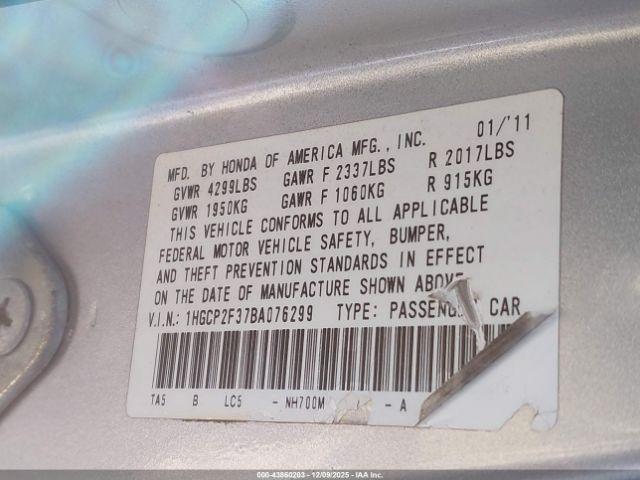 MFD. BY HONDA OF AMERICA MFG., INC. 01/'11
GVWR 4299LBS GAWR F 2337LBS R 2017LBS
GVWR 1950KG GAWR F 1060KG R 915KG
THIS VEHICLE CONFORMS TO ALL APPLICABLE
FEDERAL MOTOR VEHICLE SAFETY, BUMPER,
AND THEFT PREVENTION STANDARDS IN EFFECT
ON THE DATE OF MANUFACTURE SHOWN ABOVE
V.I.N.: 1HGCP2F37BA076299 TYPE: PASSENGER CAR
TA5 B LC5 - NH700M - A
000-43860203 - 12/09/2025 - IAA Inc.